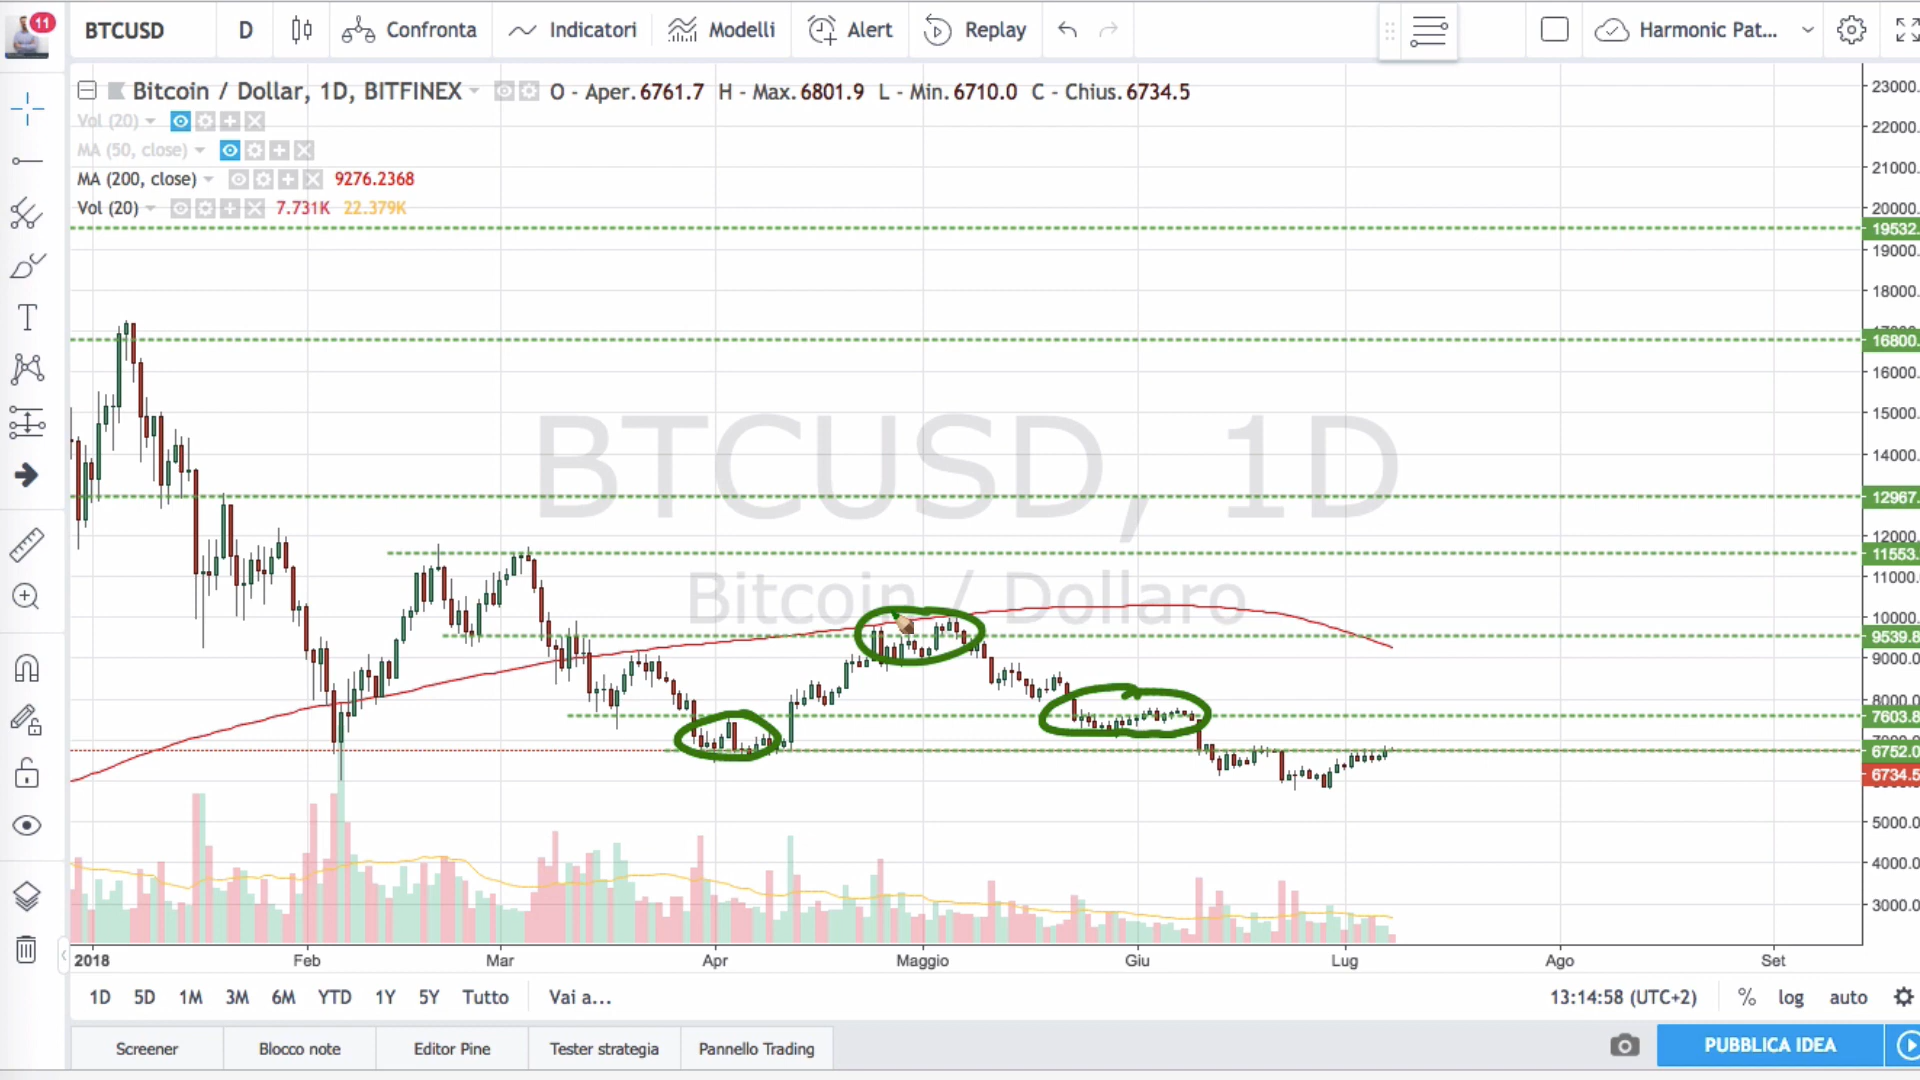 11
BTCUSD D Confronta Indicatori Modelli Alert Replay Harmonic Pat...
Bitcoin / Dollar, 1D, BITFINEX O - Aper. 6761.7 H - Max. 6801.9 L - Min. 6710.0 C - Chius. 6734.5
Vol (20)
MA (50, close)
MA (200, close) 9276.2368
Vol (20) 7.731K 22.379K
23000.
22000.
21000.
20000.
19532.
19000.
18000.
16800.
16000.
15000.
14000.
12967.
12000.
11553.
11000.
10000.
9539.8
9000.0
8000.0
7603.8
6752.0
6734.5
5000.0
4000.0
3000.0
BTCUSD, 1D
Bitcoin / Dollaro
2018 Feb Mar Apr Maggio Giu Lug Ago Set
1D 5D 1M 3M 6M YTD 1Y 5Y Tutto Vai a... 13:14:58 (UTC+2) % log auto
Screener Blocco note Editor Pine Tester strategia Pannello Trading PUBBLICA IDEA